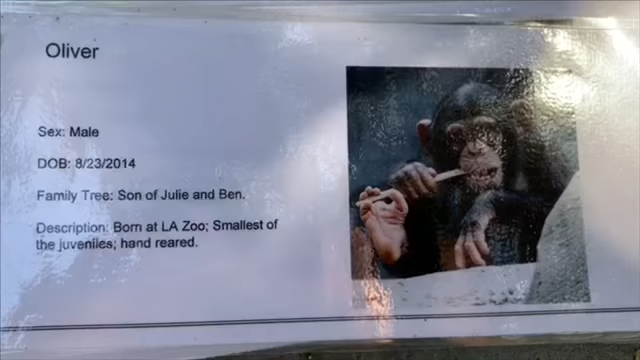 Oliver
Sex: Male
DOB: 8/23/2014
Family Tree: Son of Julie and Ben.
Description: Born at LA Zoo; Smallest of
the juveniles; hand reared.